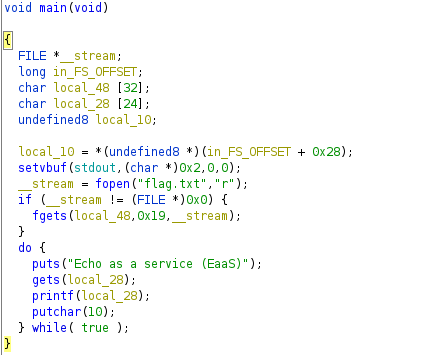 void main(void)
{
FILE *__stream;
long in_FS_OFFSET;
char local_48 [32];
char local_28 [24];
undefined8 local_10;
local_10 = *(undefined8 *)(in_FS_OFFSET + 0x28);
setvbuf(stdout,(char *)0x2,0,0);
__stream = fopen("flag.txt","r");
if (__stream != (FILE *)0x0) {
fgets(local_48,0x19,__stream);
}
do {
puts("Echo as a service (EaaS)");
gets(local_28);
printf(local_28);
putchar(10);
} while( true );
}